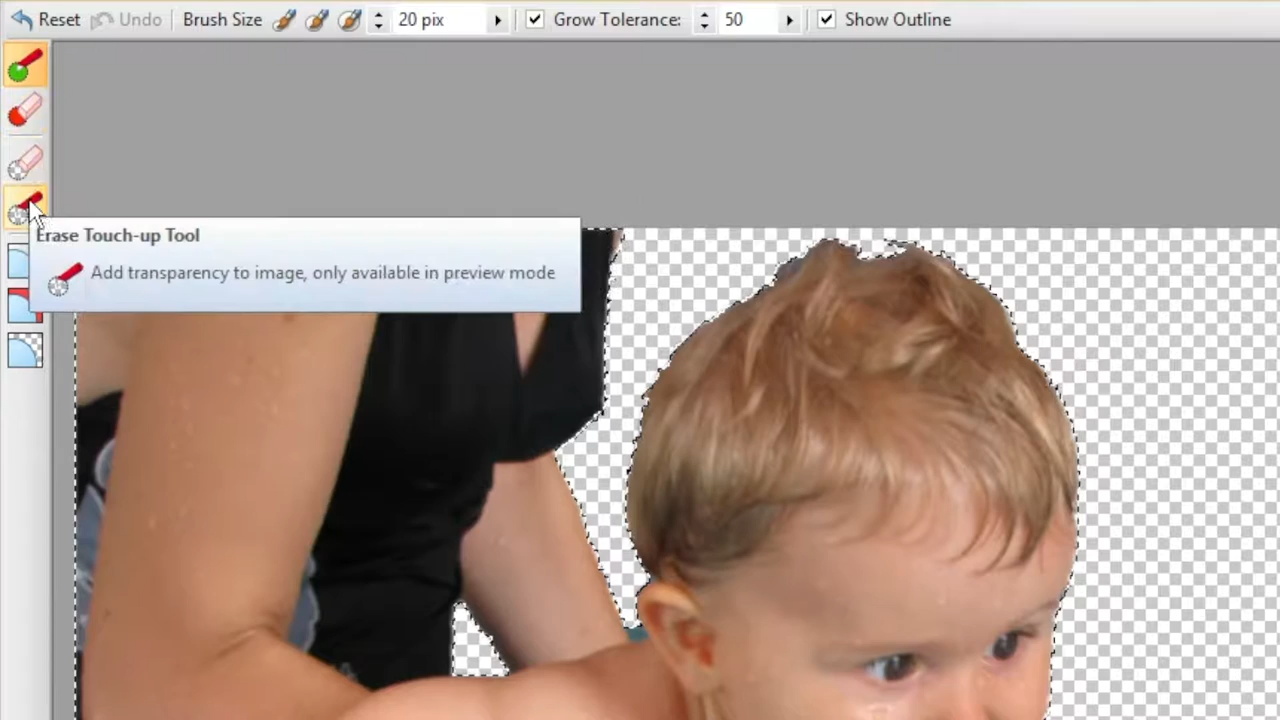 Reset Undo Brush Size 20 pix Grow Tolerance: 50 Show Outline
Erase Touch-up Tool
Add transparency to image, only available in preview mode